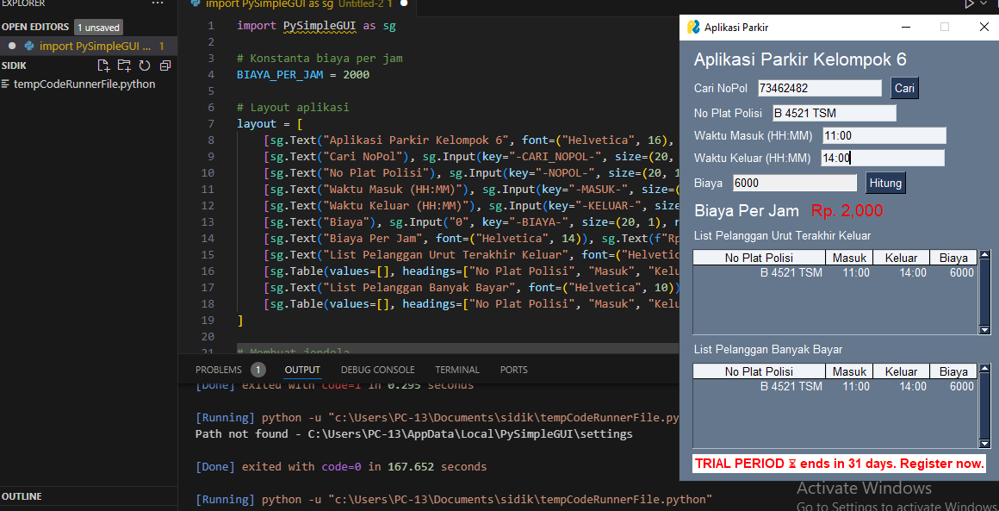 EXPLORER
...
import PySimpleGUI as sg Untitled-2 1
OPEN EDITORS 1 unsaved
import PySimpleGUI ... 1
SIDIK
tempCodeRunnerFile.python
OUTLINE
1 import PySimpleGUI as sg
2
3 # Konstanta biaya per jam
4 BIAYA_PER_JAM = 2000
5
6 # Layout aplikasi
7 layout = [
8 [sg.Text("Aplikasi Parkir Kelompok 6", font=("Helvetica", 16),
9 [sg.Text("Cari NoPol"), sg.Input(key="-CARI_NOPOL-", size=(20,
10 [sg.Text("No Plat Polisi"), sg.Input(key="-NOPOL-", size=(20, 1
11 [sg.Text("Waktu Masuk (HH:MM)"), sg.Input(key="-MASUK-", size=(
12 [sg.Text("Waktu Keluar (HH:MM)"), sg.Input(key="-KELUAR-", size
13 [sg.Text("Biaya"), sg.Input("0", key="-BIAYA-", size=(20, 1), r
14 [sg.Text("Biaya Per Jam", font=("Helvetica", 14)), sg.Text(f"Rp
15 [sg.Text("List Pelanggan Urut Terakhir Keluar", font=("Helvetic
16 [sg.Table(values=[], headings=["No Plat Polisi", "Masuk", "Kelu
17 [sg.Text("List Pelanggan Banyak Bayar", font=("Helvetica", 10))
18 [sg.Table(values=[], headings=["No Plat Polisi", "Masuk", "Kelu
19 ]
20
21 # Membuat jendela
PROBLEMS 1 OUTPUT DEBUG CONSOLE TERMINAL PORTS
[Done] exited with code=1 in 0.295 seconds
[Running] python -u "c:\Users\PC-13\Documents\sidik\tempCodeRunnerFile.py
Path not found - C:\Users\PC-13\AppData\Local\PySimpleGUI\settings
[Done] exited with code=0 in 167.652 seconds
[Running] python -u "c:\Users\PC-13\Documents\sidik\tempCodeRunnerFile.python"
Aplikasi Parkir
Aplikasi Parkir Kelompok 6
Cari NoPol 73462482 Cari
No Plat Polisi B 4521 TSM
Waktu Masuk (HH:MM) 11:00
Waktu Keluar (HH:MM) 14:00
Biaya 6000 Hitung
Biaya Per Jam Rp. 2,000
List Pelanggan Urut Terakhir Keluar
No Plat Polisi Masuk Keluar Biaya
B 4521 TSM 11:00 14:00 6000
List Pelanggan Banyak Bayar
No Plat Polisi Masuk Keluar Biaya
B 4521 TSM 11:00 14:00 6000
TRIAL PERIOD ⏳ ends in 31 days. Register now.
Activate Windows
Go to Settings to activate Windows